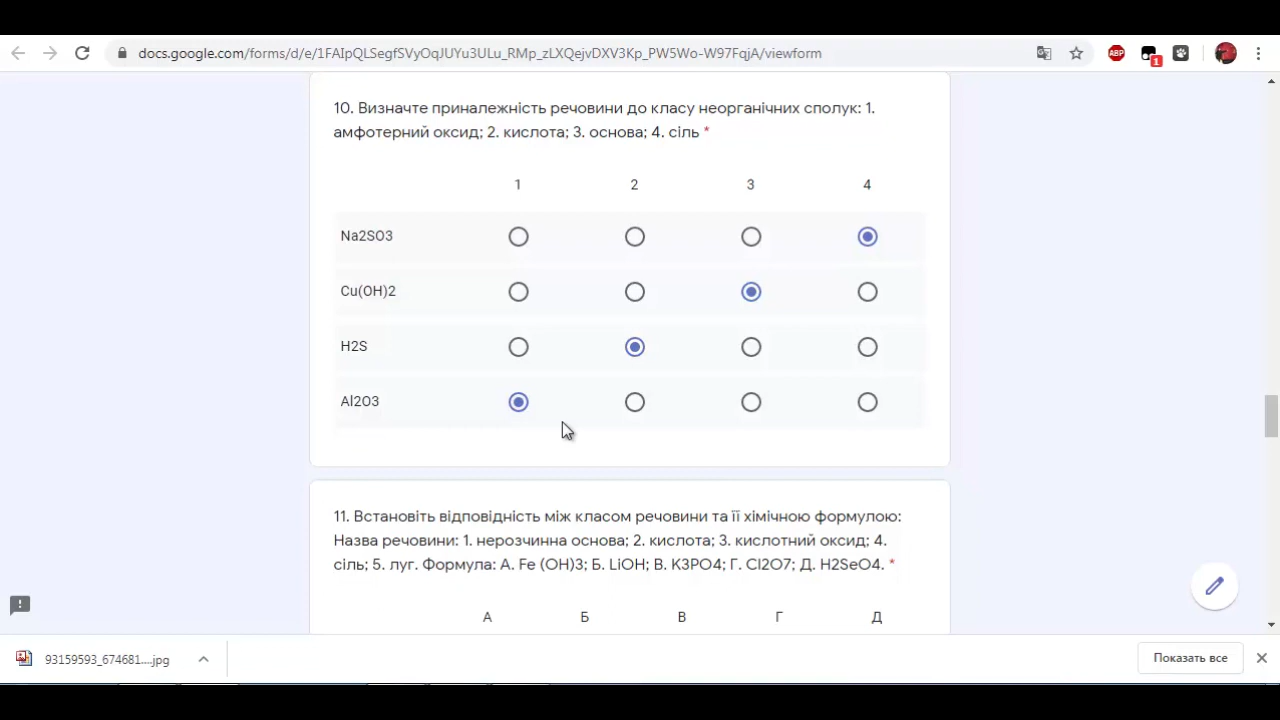 docs.google.com/forms/d/e/1FAIpQLSegfSVyOqJUYu3ULu_RMp_zLXQejvDXV3Kp_PW5Wo-W97FqjA/viewform
ABP
1
10. Визначте приналежність речовини до класу неорганічних сполук: 1.
амфотерний оксид; 2. кислота; 3. основа; 4. сіль *
1 2 3 4
Na2SO3
Cu(OH)2
H2S
Al2O3
11. Встановіть відповідність між класом речовини та її хімічною формулою:
Назва речовини: 1. нерозчинна основа; 2. кислота; 3. кислотний оксид; 4.
сіль; 5. луг. Формула: А. Fe (OH)3; Б. LiOH; В. K3PO4; Г. Cl2O7; Д. H2SeO4. *
А Б В Г Д
93159593_674681....jpg
Показать все